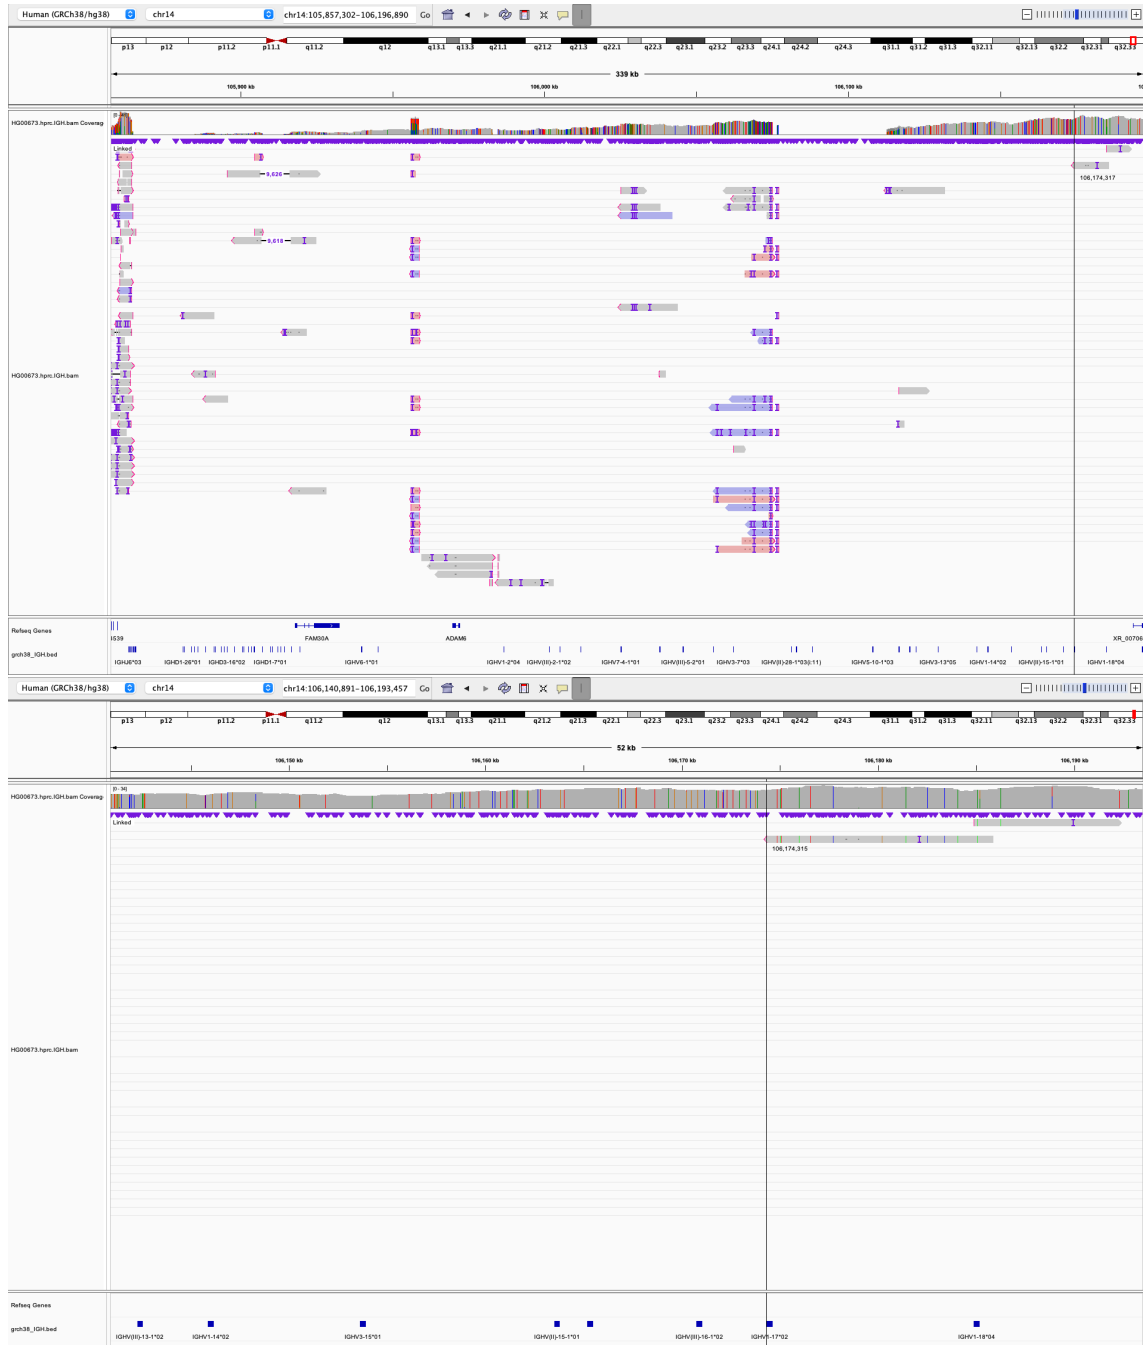 Human (GRCh38/hg38) chr14 chr14:105,857,302-106,196,890 Go
p13 p12 p11.2 p11.1 q11.2 q12 q13.1 q13.3 q21.1 q21.2 q21.3 q22.1 q22.3 q23.1 q23.2 q23.3 q24.1 q24.2 q24.3 q31.1 q31.2 q31.3 q32.11 q32.13 q32.2 q32.31 q32.33
339 kb
105,900 kb 106,000 kb 106,100 kb
HG00673.hprc.IGH.bam Coverag
Linked
106,174,317
9,626
9,618
HG00673.hprc.IGH.bam
Refseq Genes
FAM30A ADAM6 XR_00706
grch38_IGH.bed
IGHJ6*03 IGHD1-26*01 IGHD3-16*02 IGHD1-7*01 IGHV6-1*01 IGHV1-2*04 IGHV(III)-2-1*02 IGHV7-4-1*01 IGHV(III)-5-2*01 IGHV3-7*03 IGHV(II)-28-1*03(i:11) IGHV5-10-1*03 IGHV3-13*05 IGHV1-14*02 IGHV(II)-15-1*01 IGHV1-18*04
Human (GRCh38/hg38) chr14 chr14:106,140,891-106,193,457 Go
p13 p12 p11.2 p11.1 q11.2 q12 q13.1 q13.3 q21.1 q21.2 q21.3 q22.1 q22.3 q23.1 q23.2 q23.3 q24.1 q24.2 q24.3 q31.1 q31.2 q31.3 q32.11 q32.13 q32.2 q32.31 q32.33
52 kb
106,150 kb 106,160 kb 106,170 kb 106,180 kb 106,190 kb
HG00673.hprc.IGH.bam Coverag
[0 - 34]
Linked
106,174,315
HG00673.hprc.IGH.bam
Refseq Genes
grch38_IGH.bed
IGHV(III)-13-1*02 IGHV1-14*02 IGHV3-15*01 IGHV(II)-15-1*01 IGHV(III)-16-1*02 IGHV1-17*02 IGHV1-18*04